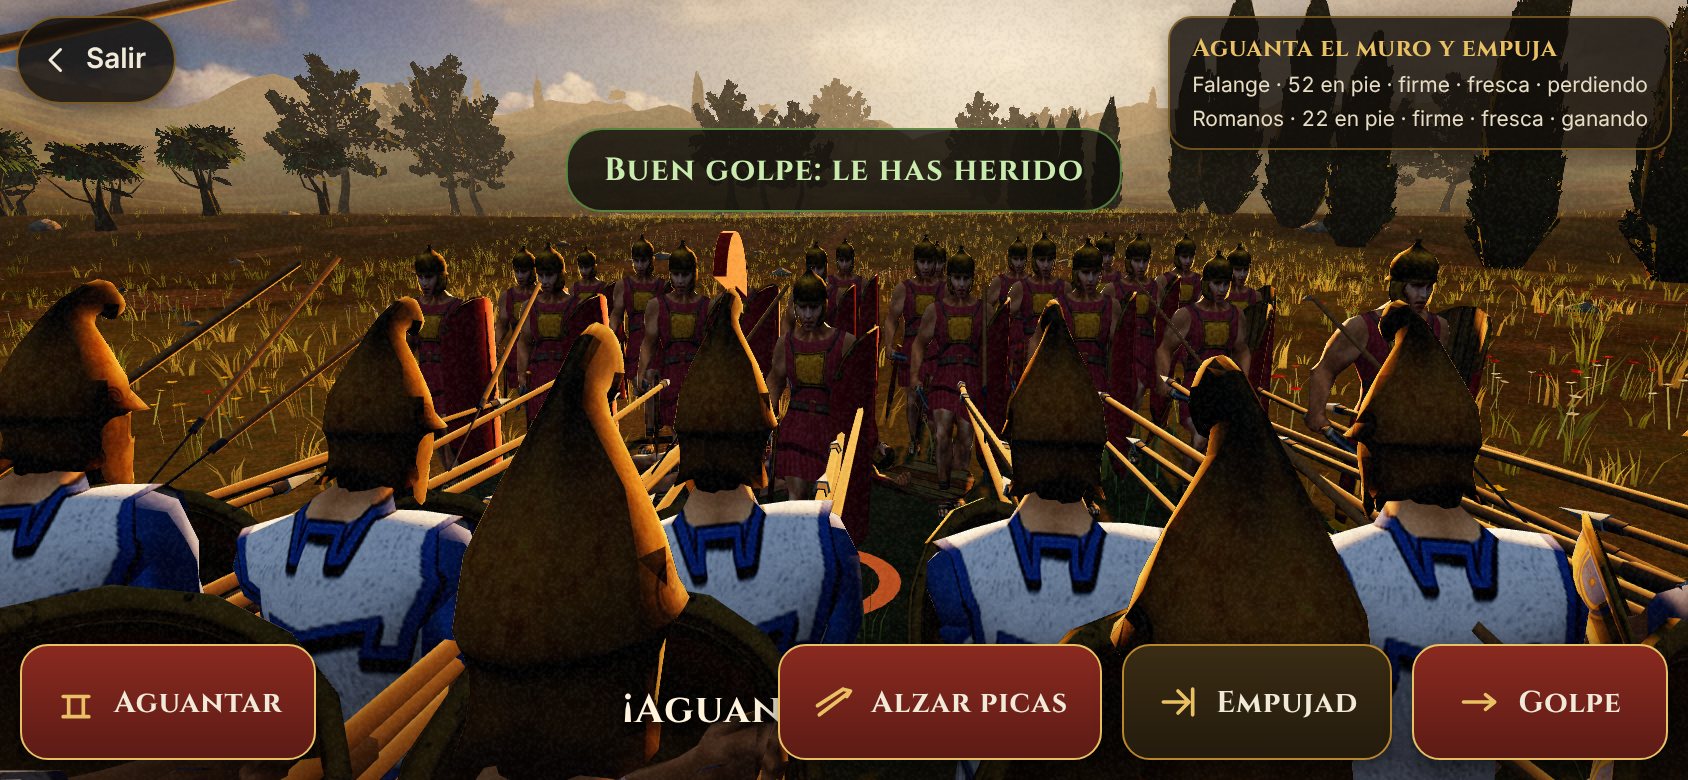 Salir
AGUANTA EL MURO Y EMPUJA
Falange · 52 en pie · firme · fresca · perdiendo
Romanos · 22 en pie · firme · fresca · ganando
BUEN GOLPE: LE HAS HERIDO
AGUANTAR
¡AGUAN
ALZAR PICAS
EMPUJAD
GOLPE